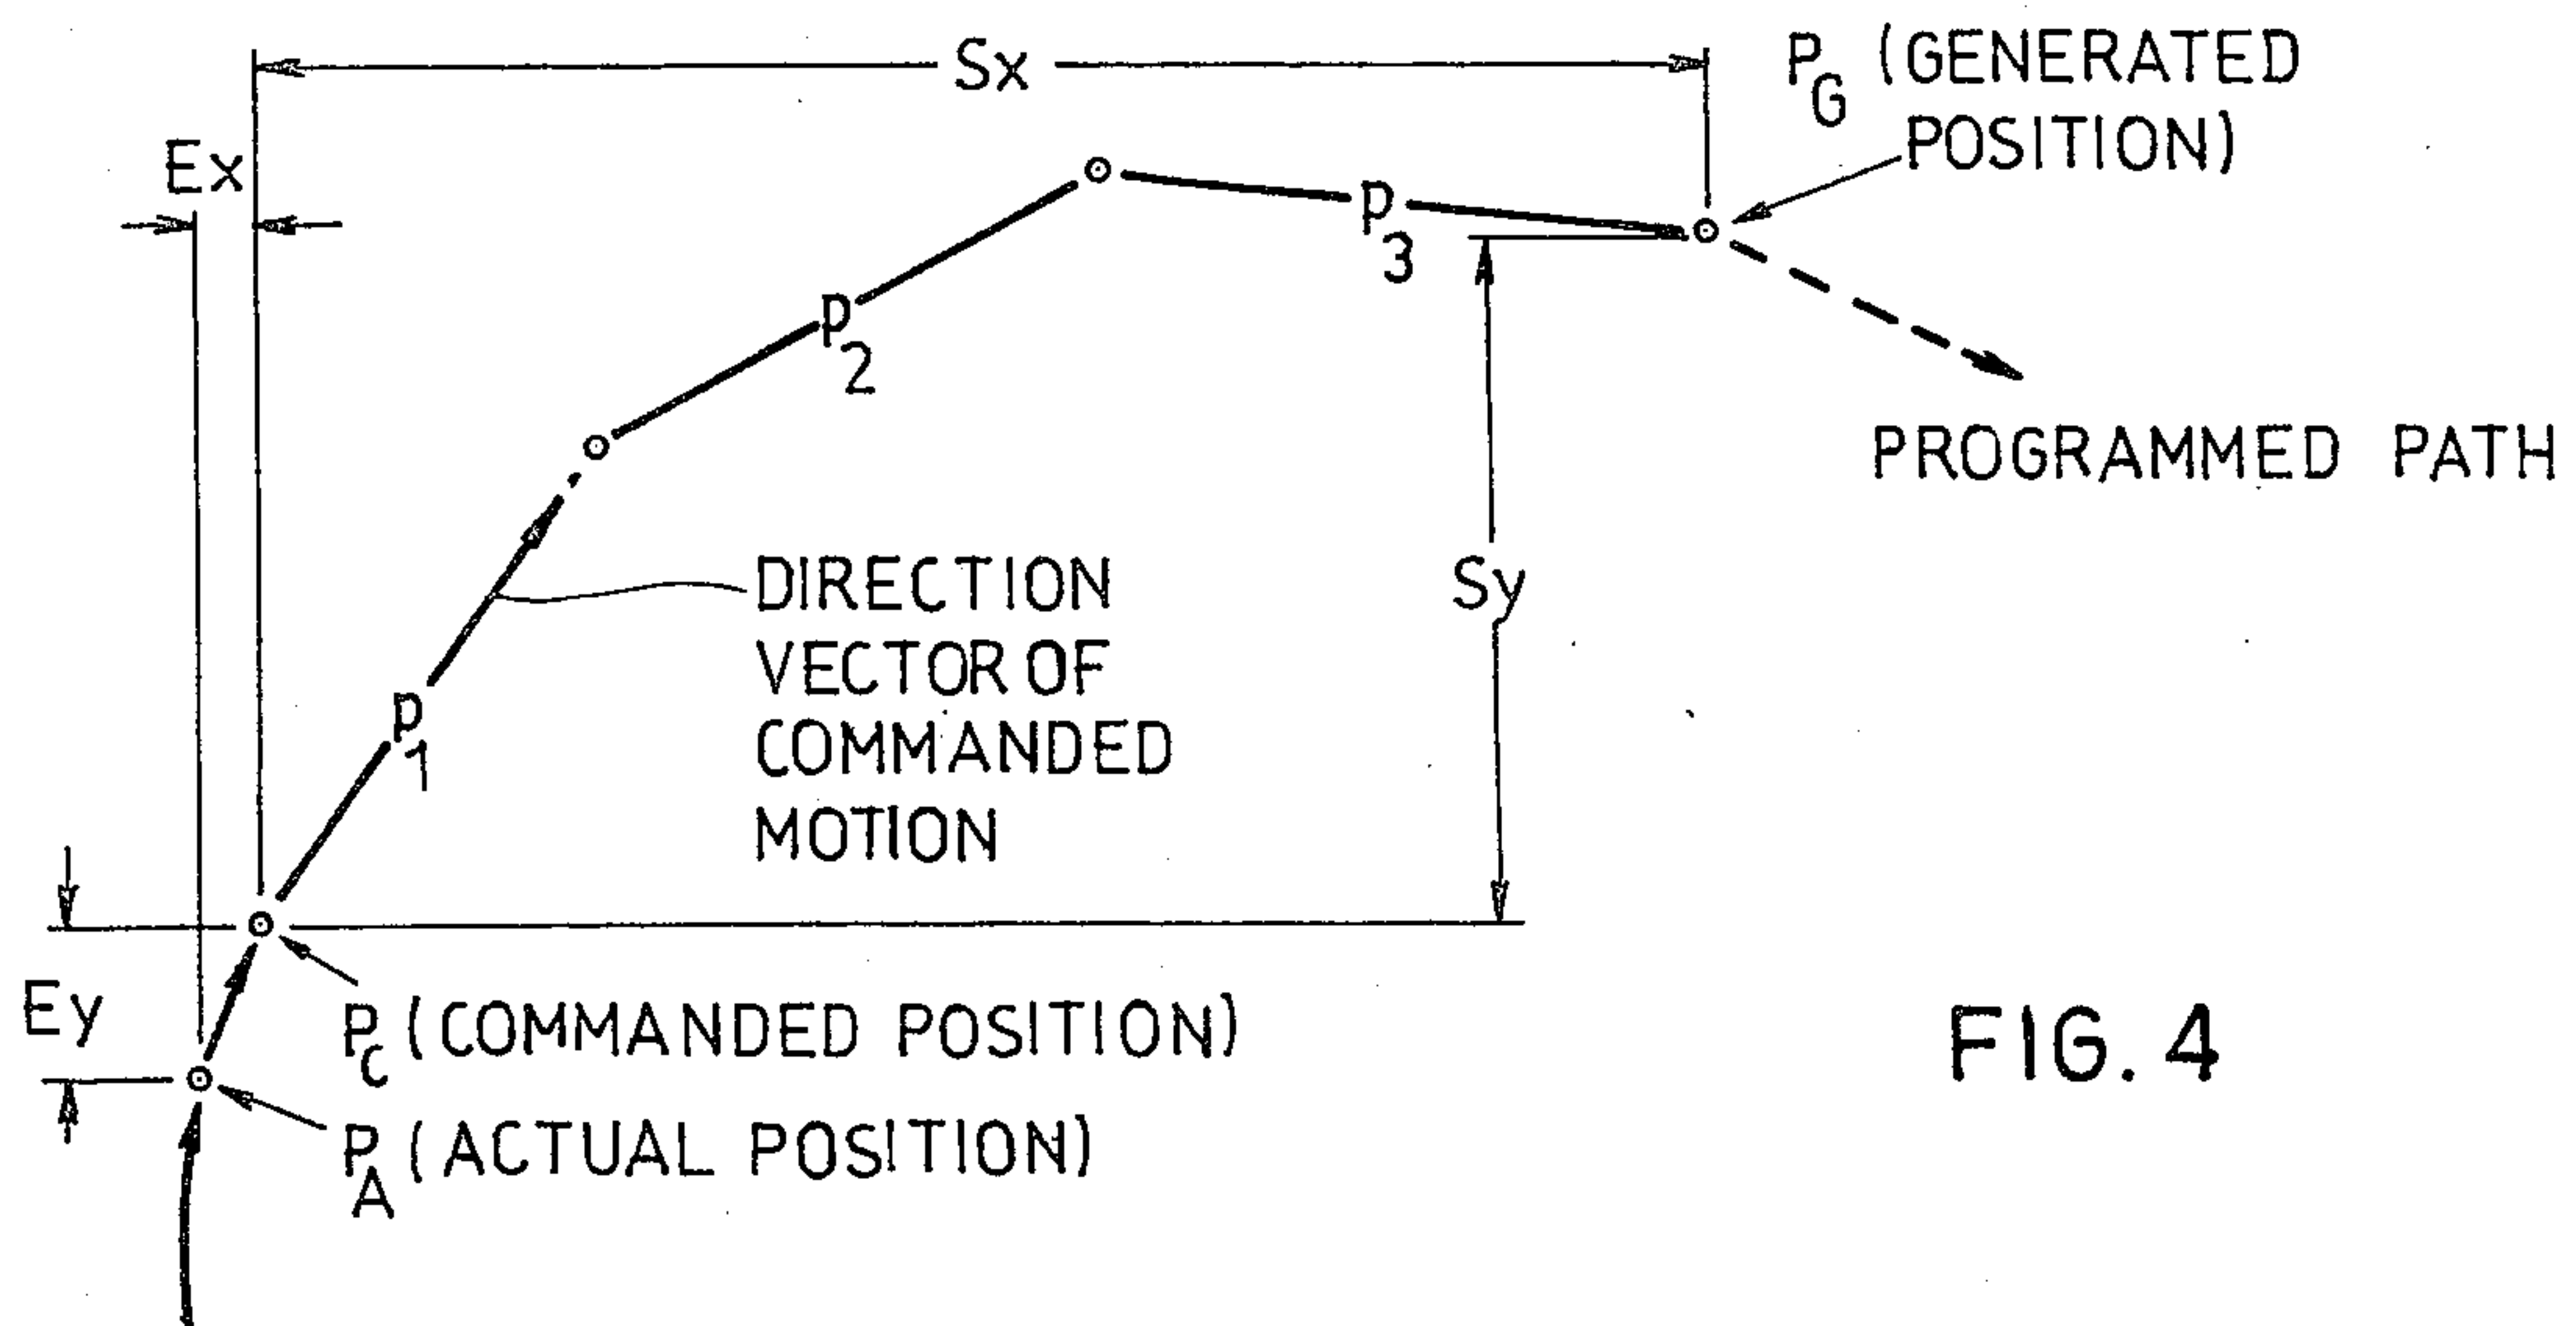 Sx
P_G (GENERATED
POSITION)
Ex
p_3
p_2
PROGRAMMED PATH
DIRECTION
VECTOR OF
COMMANDED
MOTION
Sy
p_1
Ey
P_C (COMMANDED POSITION)
P_A (ACTUAL POSITION)
FIG. 4